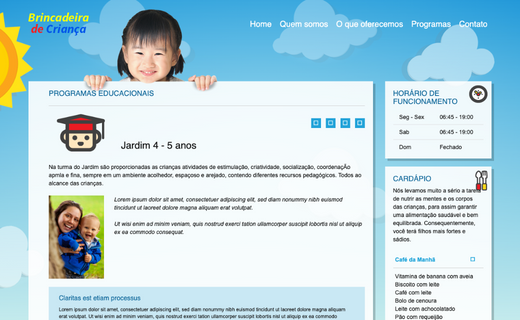 Brincadeira
de Criança
Home Quem somos O que oferecemos Programas Contato
PROGRAMAS EDUCACIONAIS
Jardim 4 - 5 anos
Na turma do Jardim são proporcionadas às crianças atividades de estimulação, criatividade, socialização, coordenaÇÃo
apmla e fina, sempre em um ambiente acolhedor, espaçoso e arejado, contendo diferentes recursos pedagógicos. Todos ao
alcance das crianças.
Lorem ipsum dolor sit amet, consectetuer adipiscing elit, sed diam nonummy nibh euismod
tincidunt ut laoreet dolore magna aliquam erat volutpat.
Ut wisi enim ad minim veniam, quis nostrud exerci tation ullamcorper suscipit lobortis nisl ut aliquip
ex ea commodo consequat.
Claritas est etiam processus
Lorem ipsum dolor sit amet, consectetuer adipiscing elit, sed diam nonummy nibh euismod tincidunt ut laoreet dolore magna aliquam
erat volutpat. Ut wisi enim ad minim veniam, quis nostrud exerci tation ullamcorper suscipit lobortis nisl ut aliquip ex ea commodo
HORÁRIO DE
FUNCIONAMENTO
Seg - Sex 06:45 - 19:00
Sab 06:45 - 19:00
Dom Fechado
CARDÁPIO
Nós levamos muito a sério a tarefa
de nutrir as mentes e os corpos
das crianças, para assim garantir
uma alimentação saudável e bem
equilibrada. Consequentemente,
você terá filhos mais fortes e
sádios.
Café da Manhã
Vitamina de banana com aveia
Biscoito com leite
Café com leite
Bolo de cenoura
Leite com achocolatado
Pão com requeijão